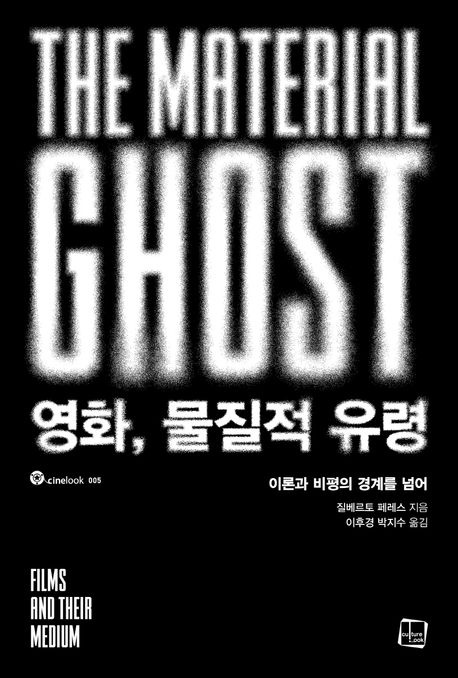 THE MATERIAL
GHOST
영화, 물질적 유령
cinelook 005
이론과 비평의 경계를 넘어
질베르토 페레스 지음
이후경 박지수 옮김
FILMS
AND THEIR
MEDIUM
culture
look